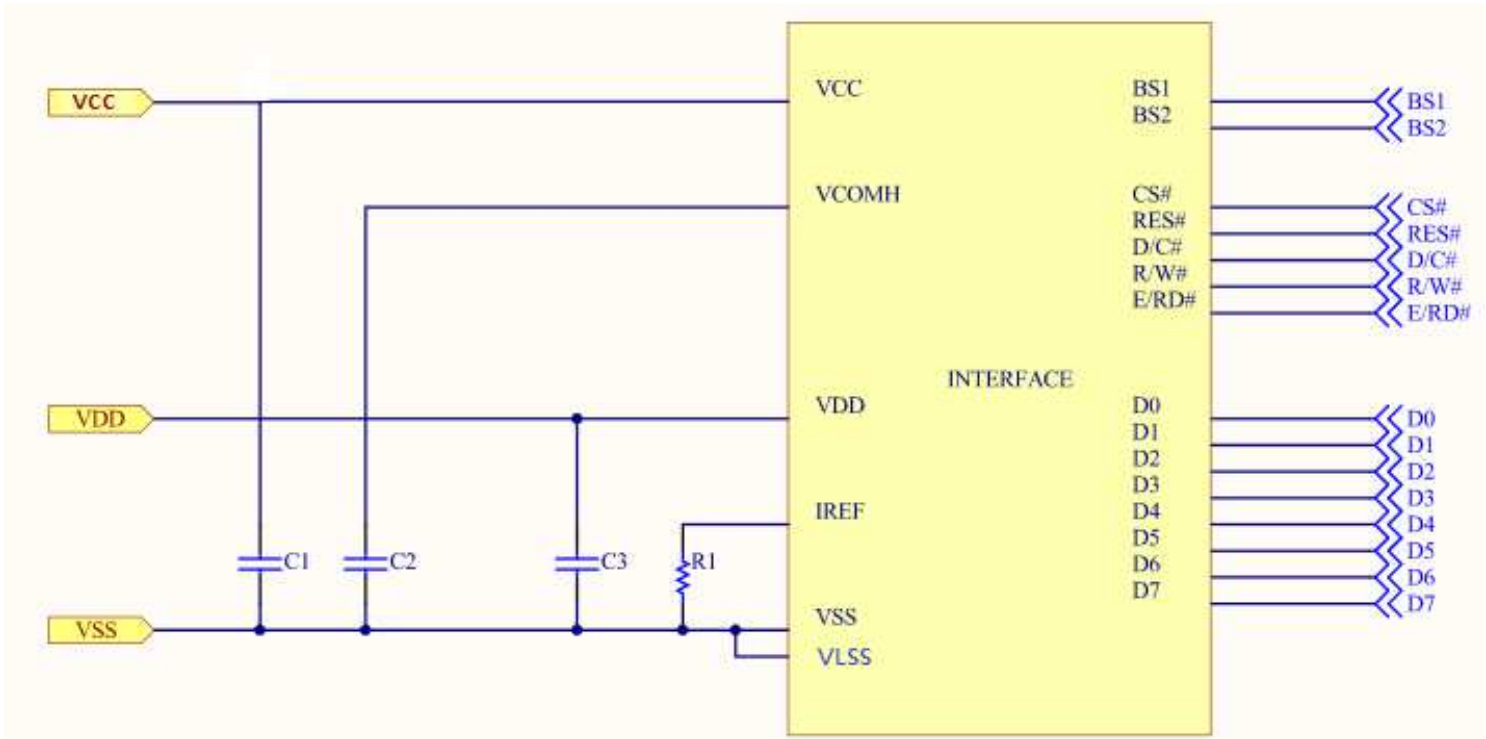 VCC
VCC
BS1
BS1
BS2
BS2
VCOMH
CS#
CS#
RES#
RES#
D/C#
D/C#
R/W#
R/W#
E/RD#
E/RD#
INTERFACE
VDD
VDD
D0
D0
D1
D1
D2
D2
D3
D3
IREF
D4
D4
D5
D5
C1
C2
C3
R1
D6
D6
D7
D7
VSS
VSS
VLSS